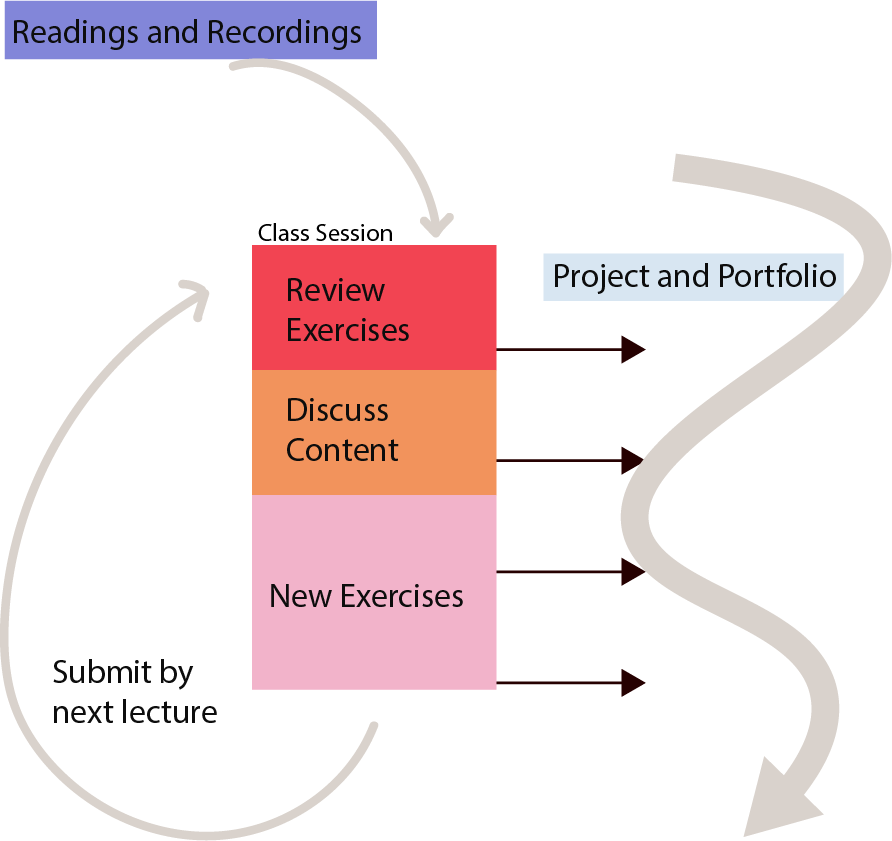 Readings and Recordings
Class Session
Review
Exercises
Project and Portfolio
Discuss
Content
New Exercises
Submit by
next lecture